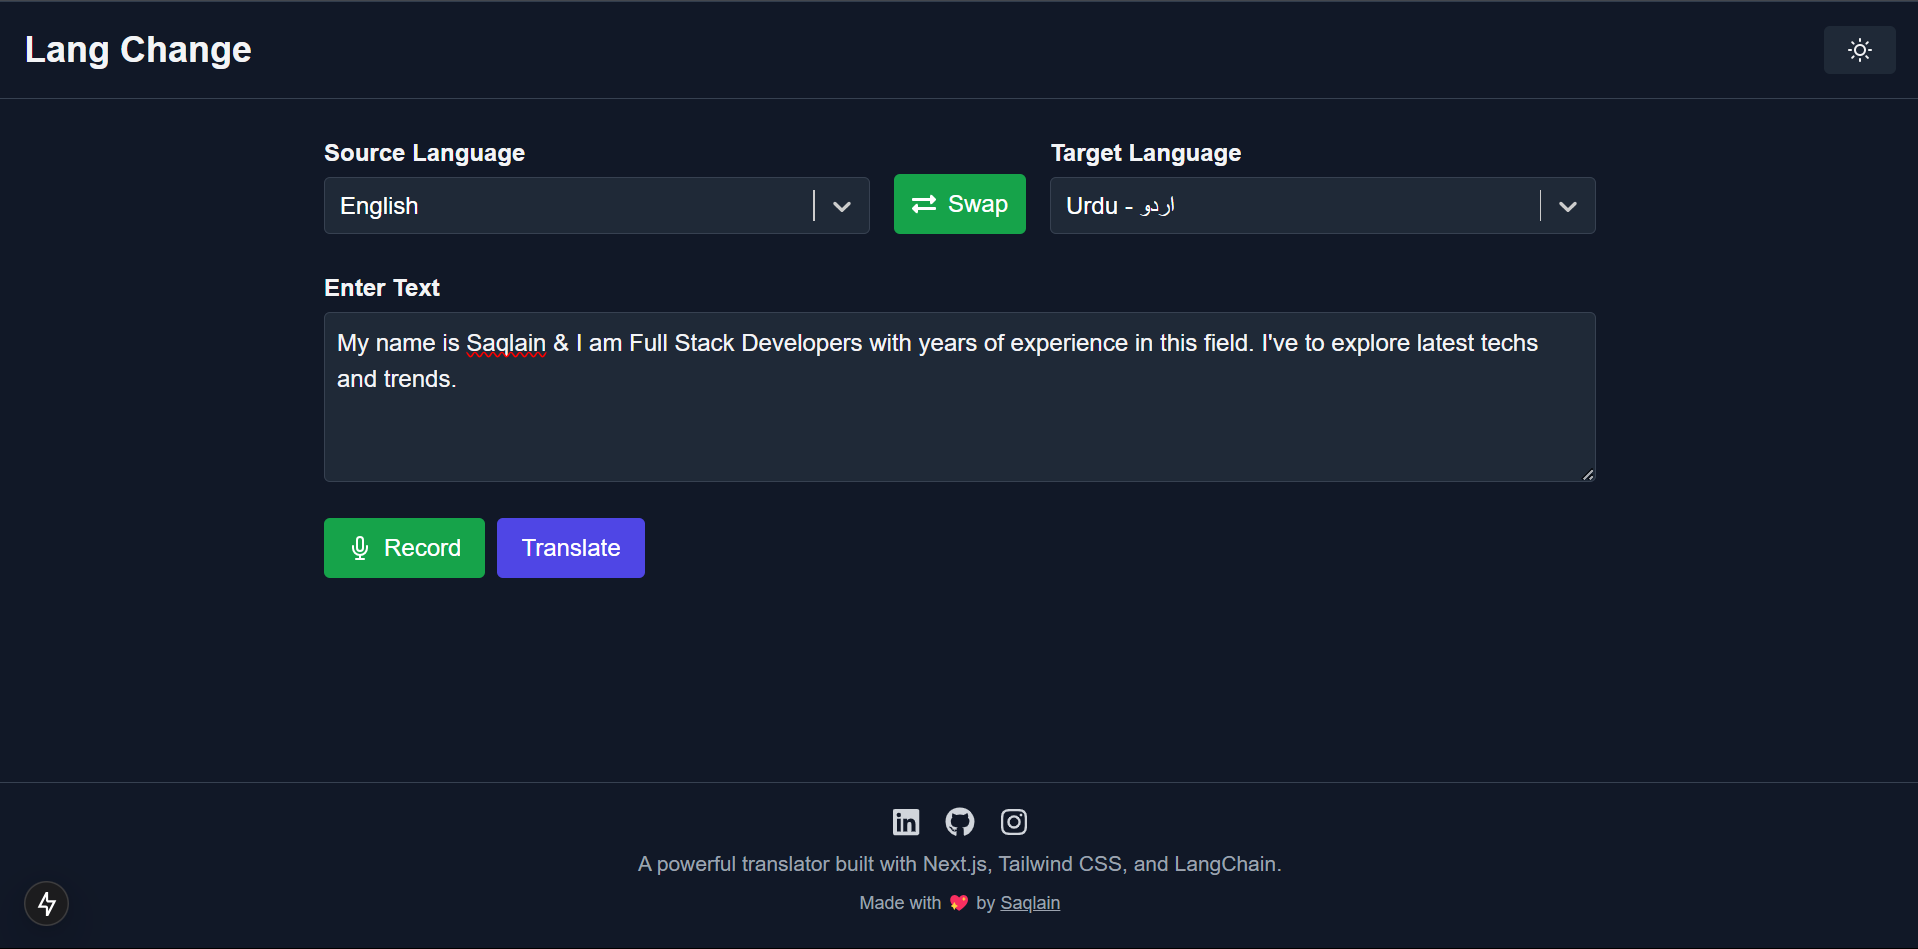 Lang Change
Source Language
Target Language
English
Swap
Urdu - اردو
Enter Text
My name is Saqlain & I am Full Stack Developers with years of experience in this field. I've to explore latest techs
and trends.
Record
Translate
A powerful translator built with Next.js, Tailwind CSS, and LangChain.
Made with 💖 by Saqlain